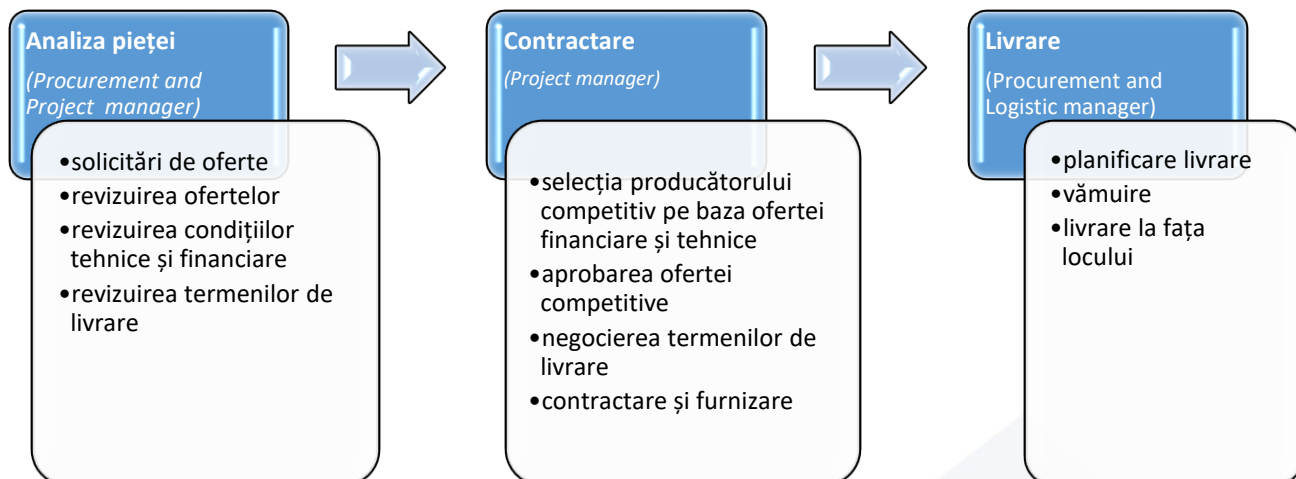 Analiza pieței
(Procurement and
Project manager)
•solicitări de oferte
•revizuirea ofertelor
•revizuirea condițiilor
tehnice și financiare
•revizuirea termenilor de
livrare
Contractare
(Project manager)
•selecția producătorului
competitiv pe baza ofertei
financiare și tehnice
•aprobarea ofertei
competitive
•negocierea termenilor de
livrare
•contractare și furnizare
Livrare
(Procurement and
Logistic manager)
•planificare livrare
•vămuire
•livrare la fața
locului